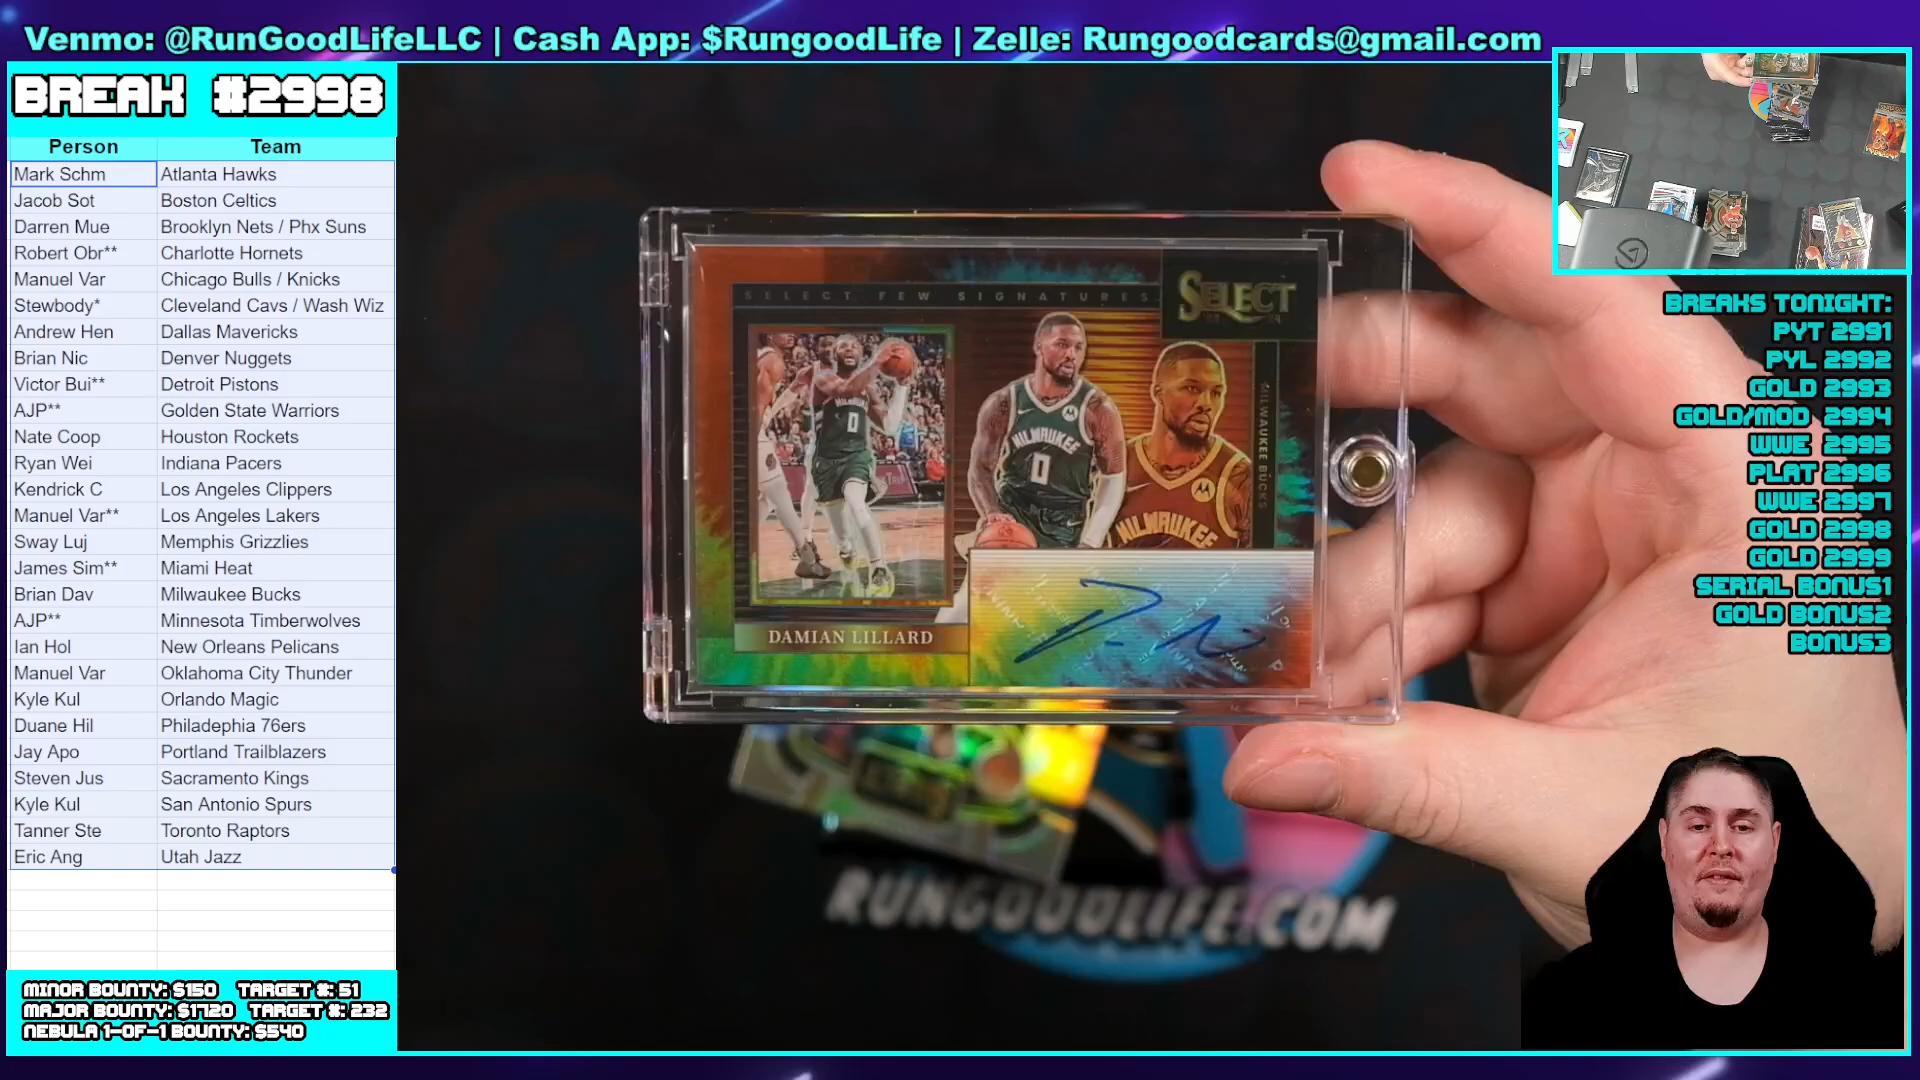 Venmo: @RunGoodLifeLLC | Cash App: $RungoodLife | Zelle: Rungoodcards@gmail.com
BREAK #2998
Person Team
Mark Schm Atlanta Hawks
Jacob Sot Boston Celtics
Darren Mue Brooklyn Nets / Phx Suns
Robert Obr** Charlotte Hornets
Manuel Var Chicago Bulls / Knicks
Stewbody* Cleveland Cavs / Wash Wiz
Andrew Hen Dallas Mavericks
Brian Nic Denver Nuggets
Victor Bui** Detroit Pistons
AJP** Golden State Warriors
Nate Coop Houston Rockets
Ryan Wei Indiana Pacers
Kendrick C Los Angeles Clippers
Manuel Var** Los Angeles Lakers
Sway Luj Memphis Grizzlies
James Sim** Miami Heat
Brian Dav Milwaukee Bucks
AJP** Minnesota Timberwolves
Ian Hol New Orleans Pelicans
Manuel Var Oklahoma City Thunder
Kyle Kul Orlando Magic
Duane Hil Philadephia 76ers
Jay Apo Portland Trailblazers
Steven Jus Sacramento Kings
Kyle Kul San Antonio Spurs
Tanner Ste Toronto Raptors
Eric Ang Utah Jazz
MINOR BOUNTY: $150 TARGET #: 51
MAJOR BOUNTY: $1720 TARGET #: 232
NEBULA 1-OF-1 BOUNTY: $540
SELECT FEW SIGNATURES
SELECT
MILWAUKEE BUCKS
MILWAUKEE
0
MILWAUKEE
0
DAMIAN LILLARD
RUNGOODLIFE.COM
BREAKS TONIGHT:
PYT 2991
PYL 2992
GOLD 2993
GOLD/MOD 2994
WWE 2995
PLAT 2996
WWE 2997
GOLD 2998
GOLD 2999
SERIAL BONUS1
GOLD BONUS2
BONUS3